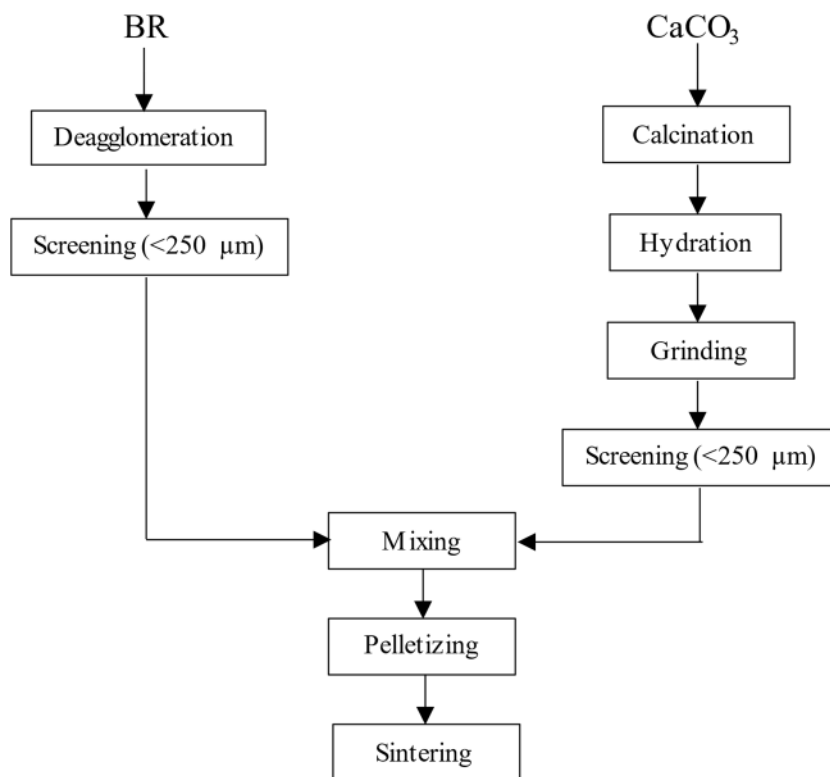 BR
CaCO₃
Deagglomeration
Calcination
Screening (<250 µm)
Hydration
Grinding
Screening (<250 µm)
Mixing
Pelletizing
Sintering